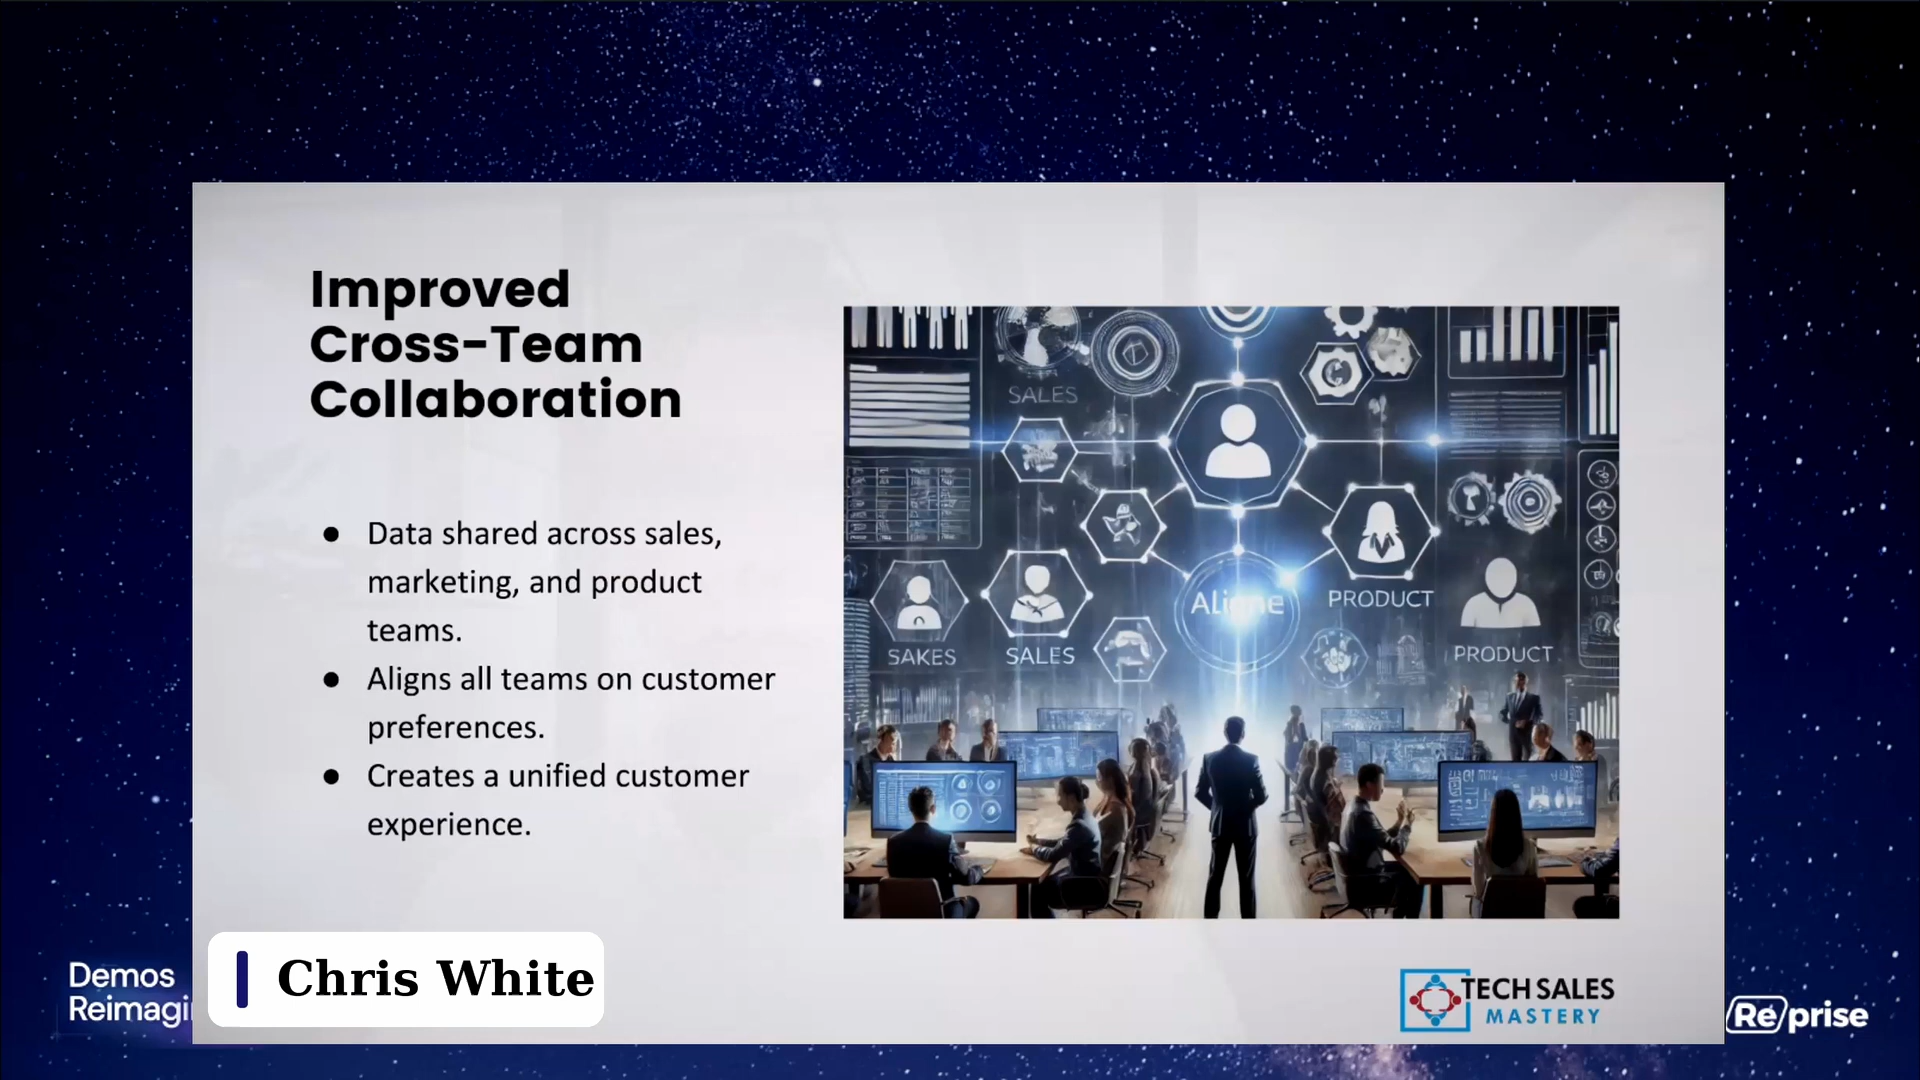 Improved
Cross-Team
Collaboration
● Data shared across sales,
marketing, and product
teams.
● Aligns all teams on customer
preferences.
● Creates a unified customer
experience.
SALES
PRODUCT
SAKES
SALES
PRODUCT
Chris White
Demos
Reimagi
TECH SALES
MASTERY
Reprise